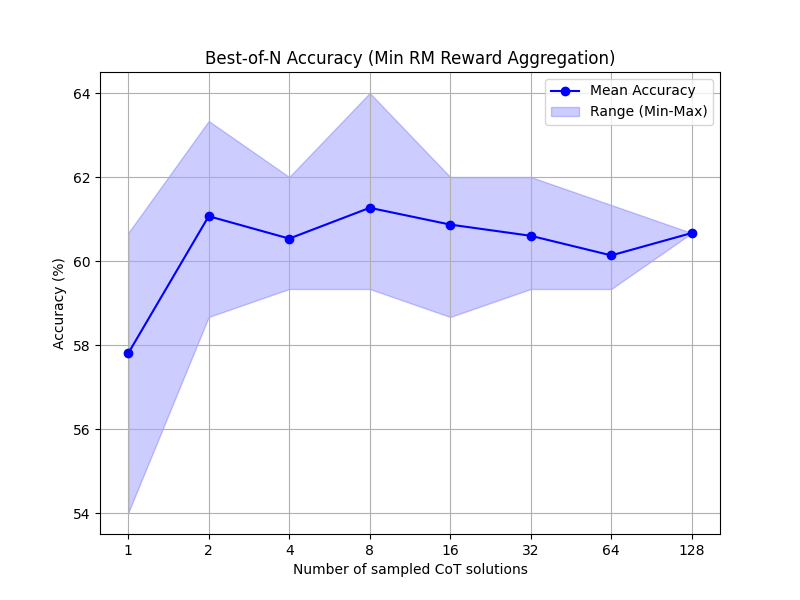 Best-of-N Accuracy (Min RM Reward Aggregation)
Mean Accuracy
Range (Min-Max)
Accuracy (%)
64
62
60
58
56
54
1 2 4 8 16 32 64 128
Number of sampled CoT solutions